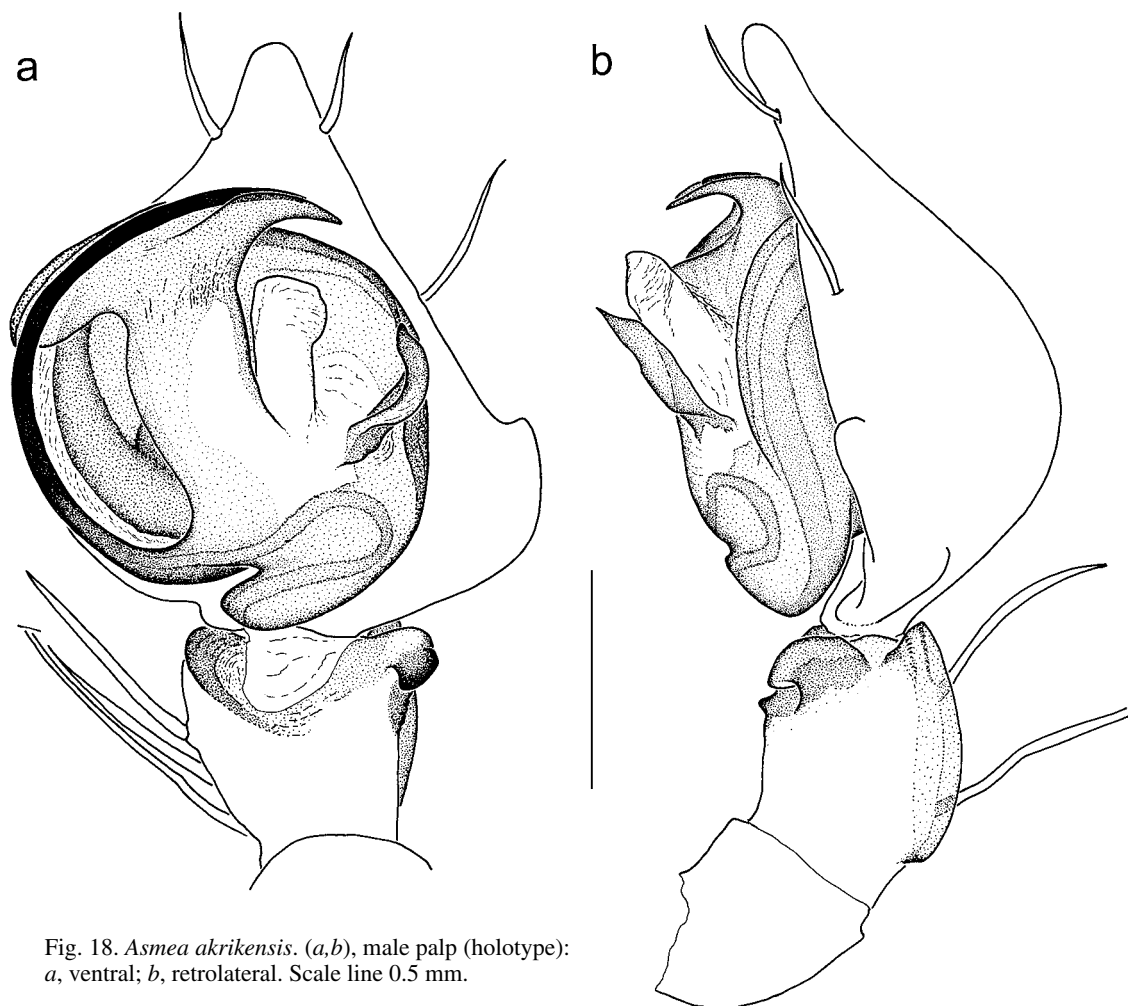 a
b
Fig. 18. Asmea akrikensis. (a,b), male palp (holotype):
a, ventral; b, retrolateral. Scale line 0.5 mm.